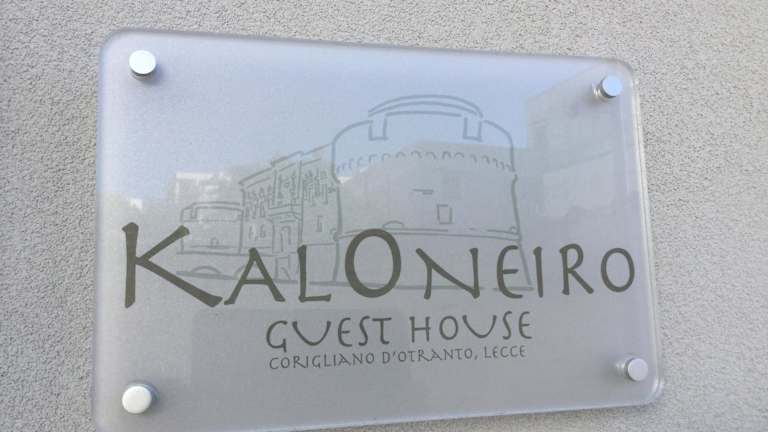 KALONEIRO
GUEST HOUSE
CORIGLIANO D'OTRANTO, LECCE